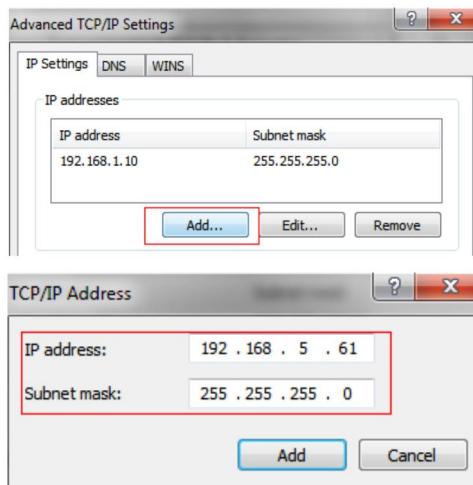 Advanced TCP/IP Settings
IP Settings DNS WINS
IP addresses
IP address Subnet mask
192.168.1.10 255.255.255.0
Add... Edit... Remove
TCP/IP Address
IP address: 192 . 168 . 5 . 61
Subnet mask: 255 . 255 . 255 . 0
Add Cancel